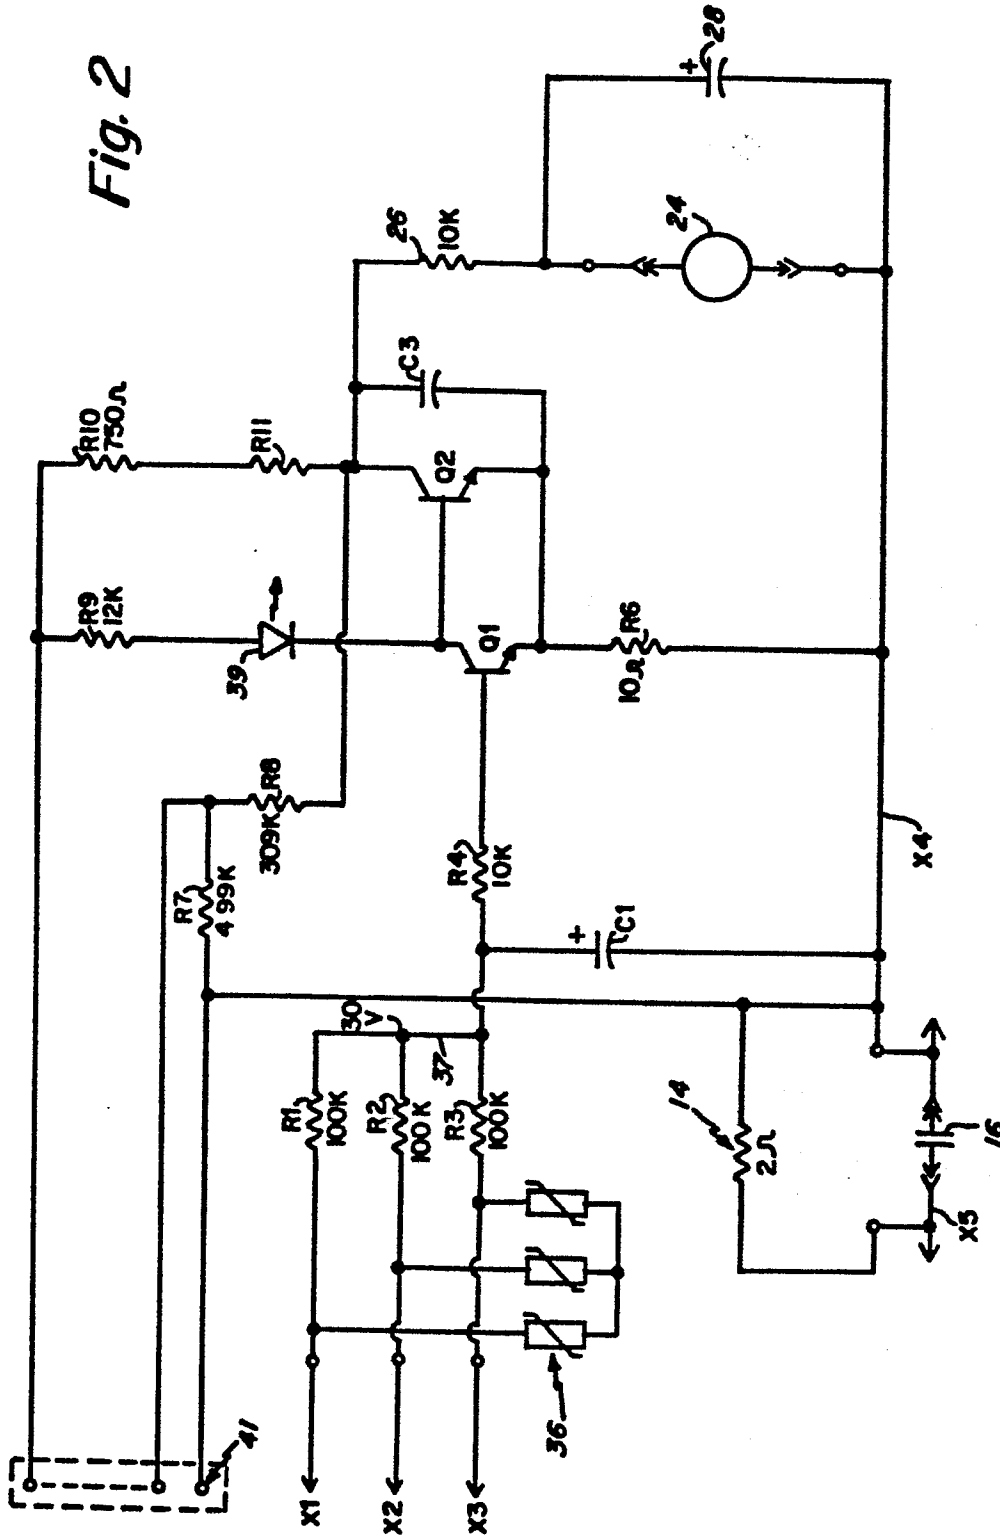 Fig. 2
28
+
24
26
10K
C3
R10
750Ω
R11
Q2
R9
12K
39
Q1
R6
10Ω
R8
309K
R7
499K
R4
10K
+
C1
X4
30
V
37
R1
100K
R2
100K
R3
100K
14
2Ω
16
X5
36
41
X1
X2
X3